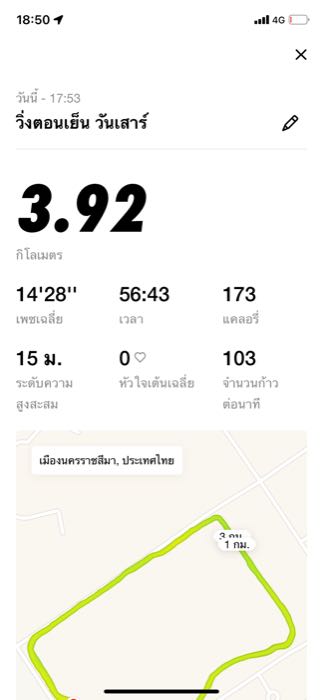 18:50
4G
วันนี้ - 17:53
วิ่งตอนเย็น วันเสาร์
3.92
กิโลเมตร
14'28'' 56:43 173
เพซเฉลี่ย เวลา แคลอรี่
15 ม. 0 103
ระดับความ หัวใจเต้นเฉลี่ย จำนวนก้าว
สูงสะสม ต่อนาที
เมืองนครราชสีมา, ประเทศไทย
3 กม.
1 กม.